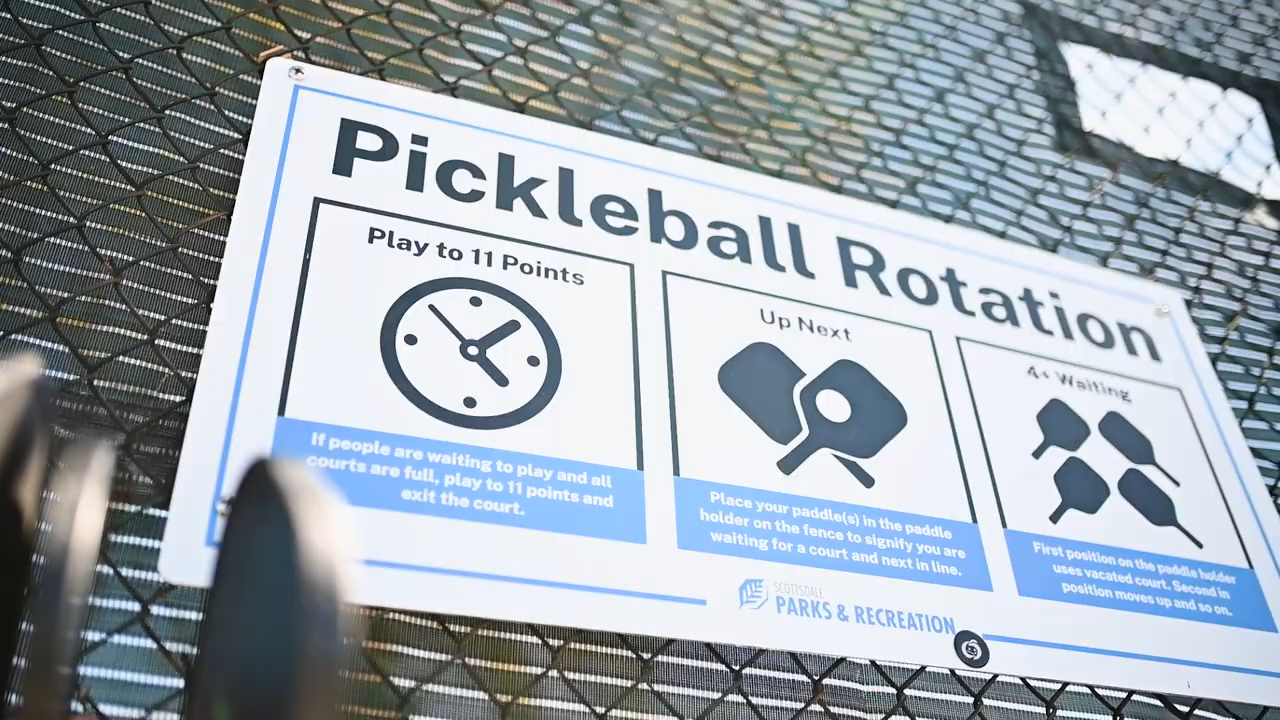 Pickleball Rotation
Play to 11 Points
If people are waiting to play and all
courts are full, play to 11 points and
exit the court.
Up Next
Place your paddle(s) in the paddle
holder on the fence to signify you are
waiting for a court and next in line.
4+ Waiting
First position on the paddle holder
uses vacated court. Second in
position moves up and so on.
SCOTTSDALE
PARKS & RECREATION